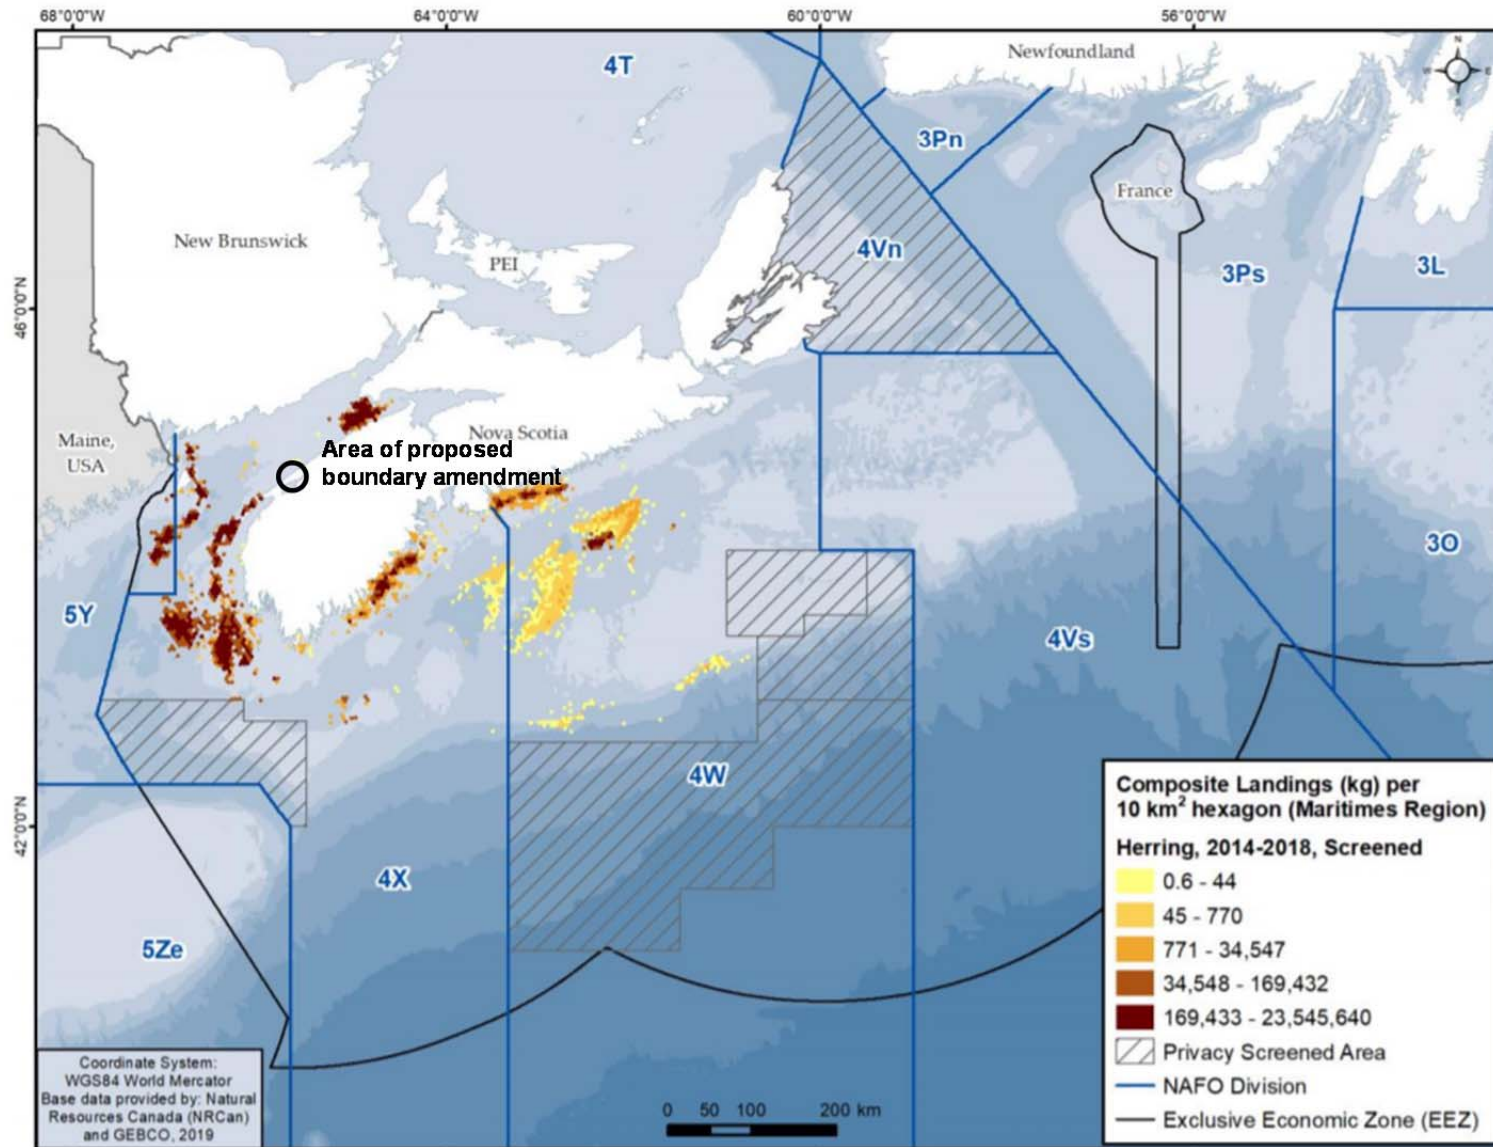 68°0'0"W
64°0'0"W
60°0'0"W
56°0'0"W
4T
Newfoundland
N
W
E
S
3Pn
France
New Brunswick
4Vn
PEI
3Ps
3L
46°0'0"N
Maine,
USA
Nova Scotia
Area of proposed
boundary amendment
3O
5Y
4Vs
4W
42°0'0"N
4X
5Ze
Composite Landings (kg) per
10 km² hexagon (Maritimes Region)
Herring, 2014-2018, Screened
0.6 - 44
45 - 770
771 - 34,547
34,548 - 169,432
169,433 - 23,545,640
Privacy Screened Area
NAFO Division
Exclusive Economic Zone (EEZ)
Coordinate System:
WGS84 World Mercator
Base data provided by: Natural
Resources Canada (NRCan)
and GEBCO, 2019
0 50 100 200 km